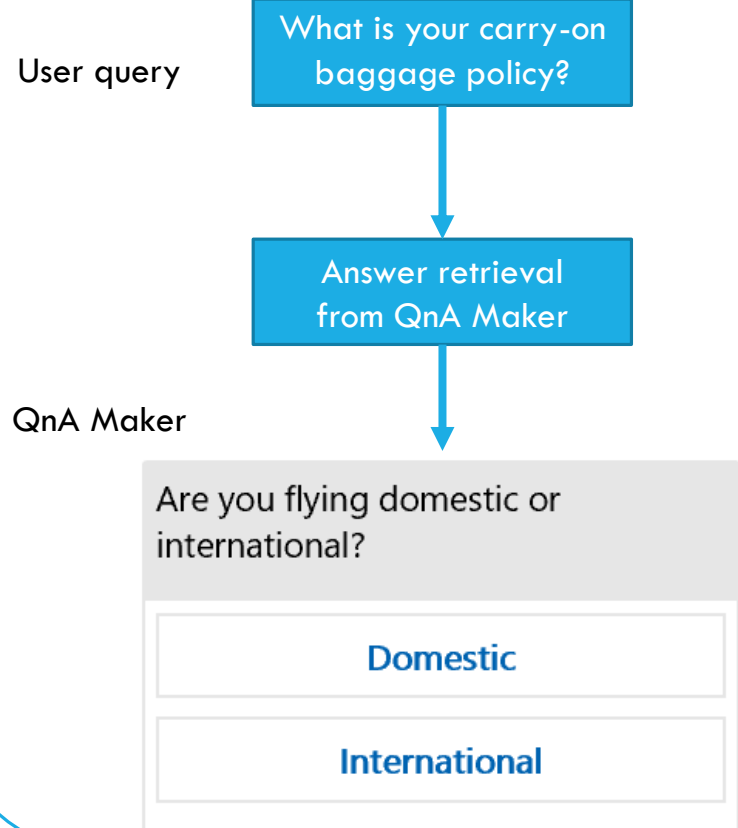 What is your carry-on
User query
baggage policy?
Answer retrieval
from QnA Maker
QnA Maker
Are you flying domestic or
international?
Domestic
International